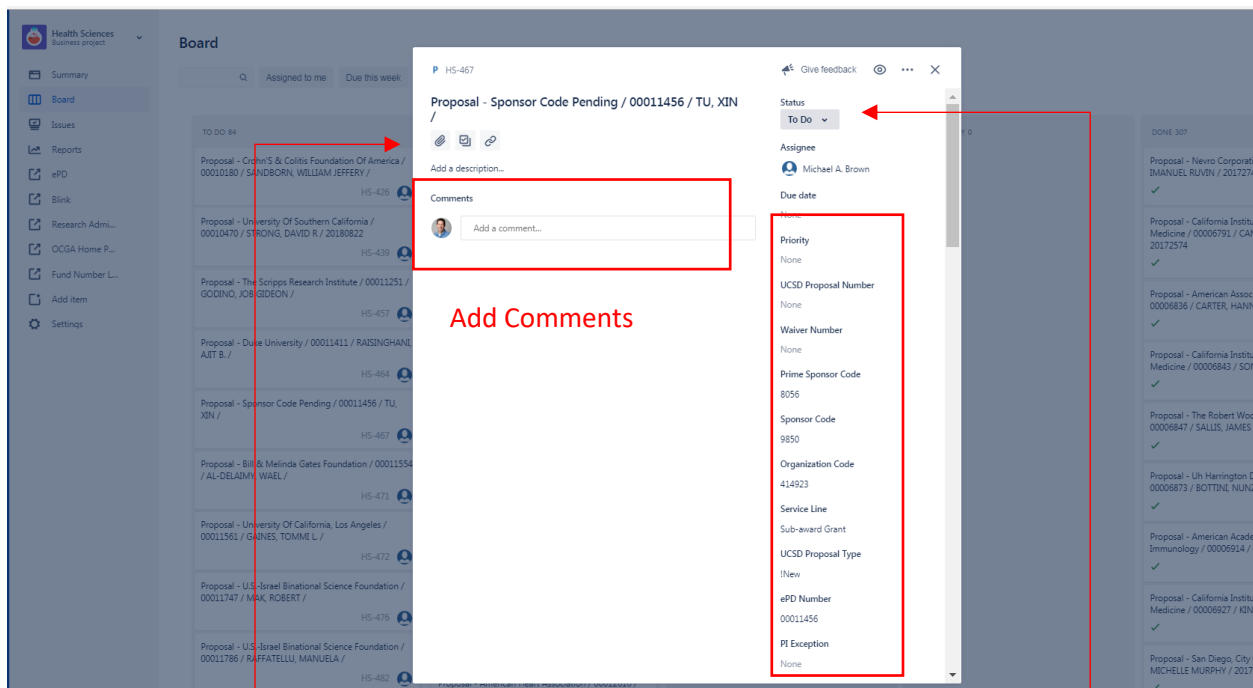 Health Sciences
Business project
Summary
Board
Issues
Reports
ePD
Blink
Research Admi...
OCGA Home P...
Fund Number L...
Add item
Settings
Board
Assigned to me
Due this week
TO DO 84
Proposal - Crohn'S & Colitis Foundation Of America /
00010180 / SANDBORN, WILLIAM JEFFERY /
HS-426
Proposal - University Of Southern California /
00010470 / STRONG, DAVID R / 20180822
HS-439
Proposal - The Scripps Research Institute / 00011251 /
GODINO, JOB GIDEON /
HS-457
Proposal - Duke University / 00011411 / RAISINGHANI,
AJIT B. /
HS-464
Proposal - Sponsor Code Pending / 00011456 / TU,
XIN /
HS-467
Proposal - Bill & Melinda Gates Foundation / 00011554
/ AL-DELAIMY, WAEL /
HS-471
Proposal - University Of California, Los Angeles /
00011561 / GAINES, TOMMI L /
HS-472
Proposal - U.S.-Israel Binational Science Foundation /
00011747 / MAK, ROBERT /
HS-476
Proposal - U.S.-Israel Binational Science Foundation /
00011786 / RAFFATELLU, MANUELA /
HS-482
P HS-467
Give feedback
Proposal - Sponsor Code Pending / 00011456 / TU, XIN
/
Add a description...
Comments
Add a comment...
Add Comments
Status
To Do
Assignee
Michael A. Brown
Due date
None
Priority
None
UCSD Proposal Number
None
Waiver Number
None
Prime Sponsor Code
8056
Sponsor Code
9850
Organization Code
414923
Service Line
Sub-award Grant
UCSD Proposal Type
!New
ePD Number
00011456
PI Exception
None
Proposal - American Heart Association / 00012010 /
0
DONE 307
Proposal - Nevro Corporati
IMANUEL RUVIN / 2017274
Proposal - California Institu
Medicine / 00006791 / CAN
20172574
Proposal - American Assoc
00006836 / CARTER, HANN
Proposal - California Institu
Medicine / 00006843 / SON
Proposal - The Robert Woo
00006847 / SALLIS, JAMES
Proposal - Uh Harrington D
00006873 / BOTTINI, NUNZ
Proposal - American Acade
Immunology / 00006914 /
Proposal - California Institu
Medicine / 00006927 / KIN
Proposal - San Diego, City
MICHELLE MURPHY / 2017